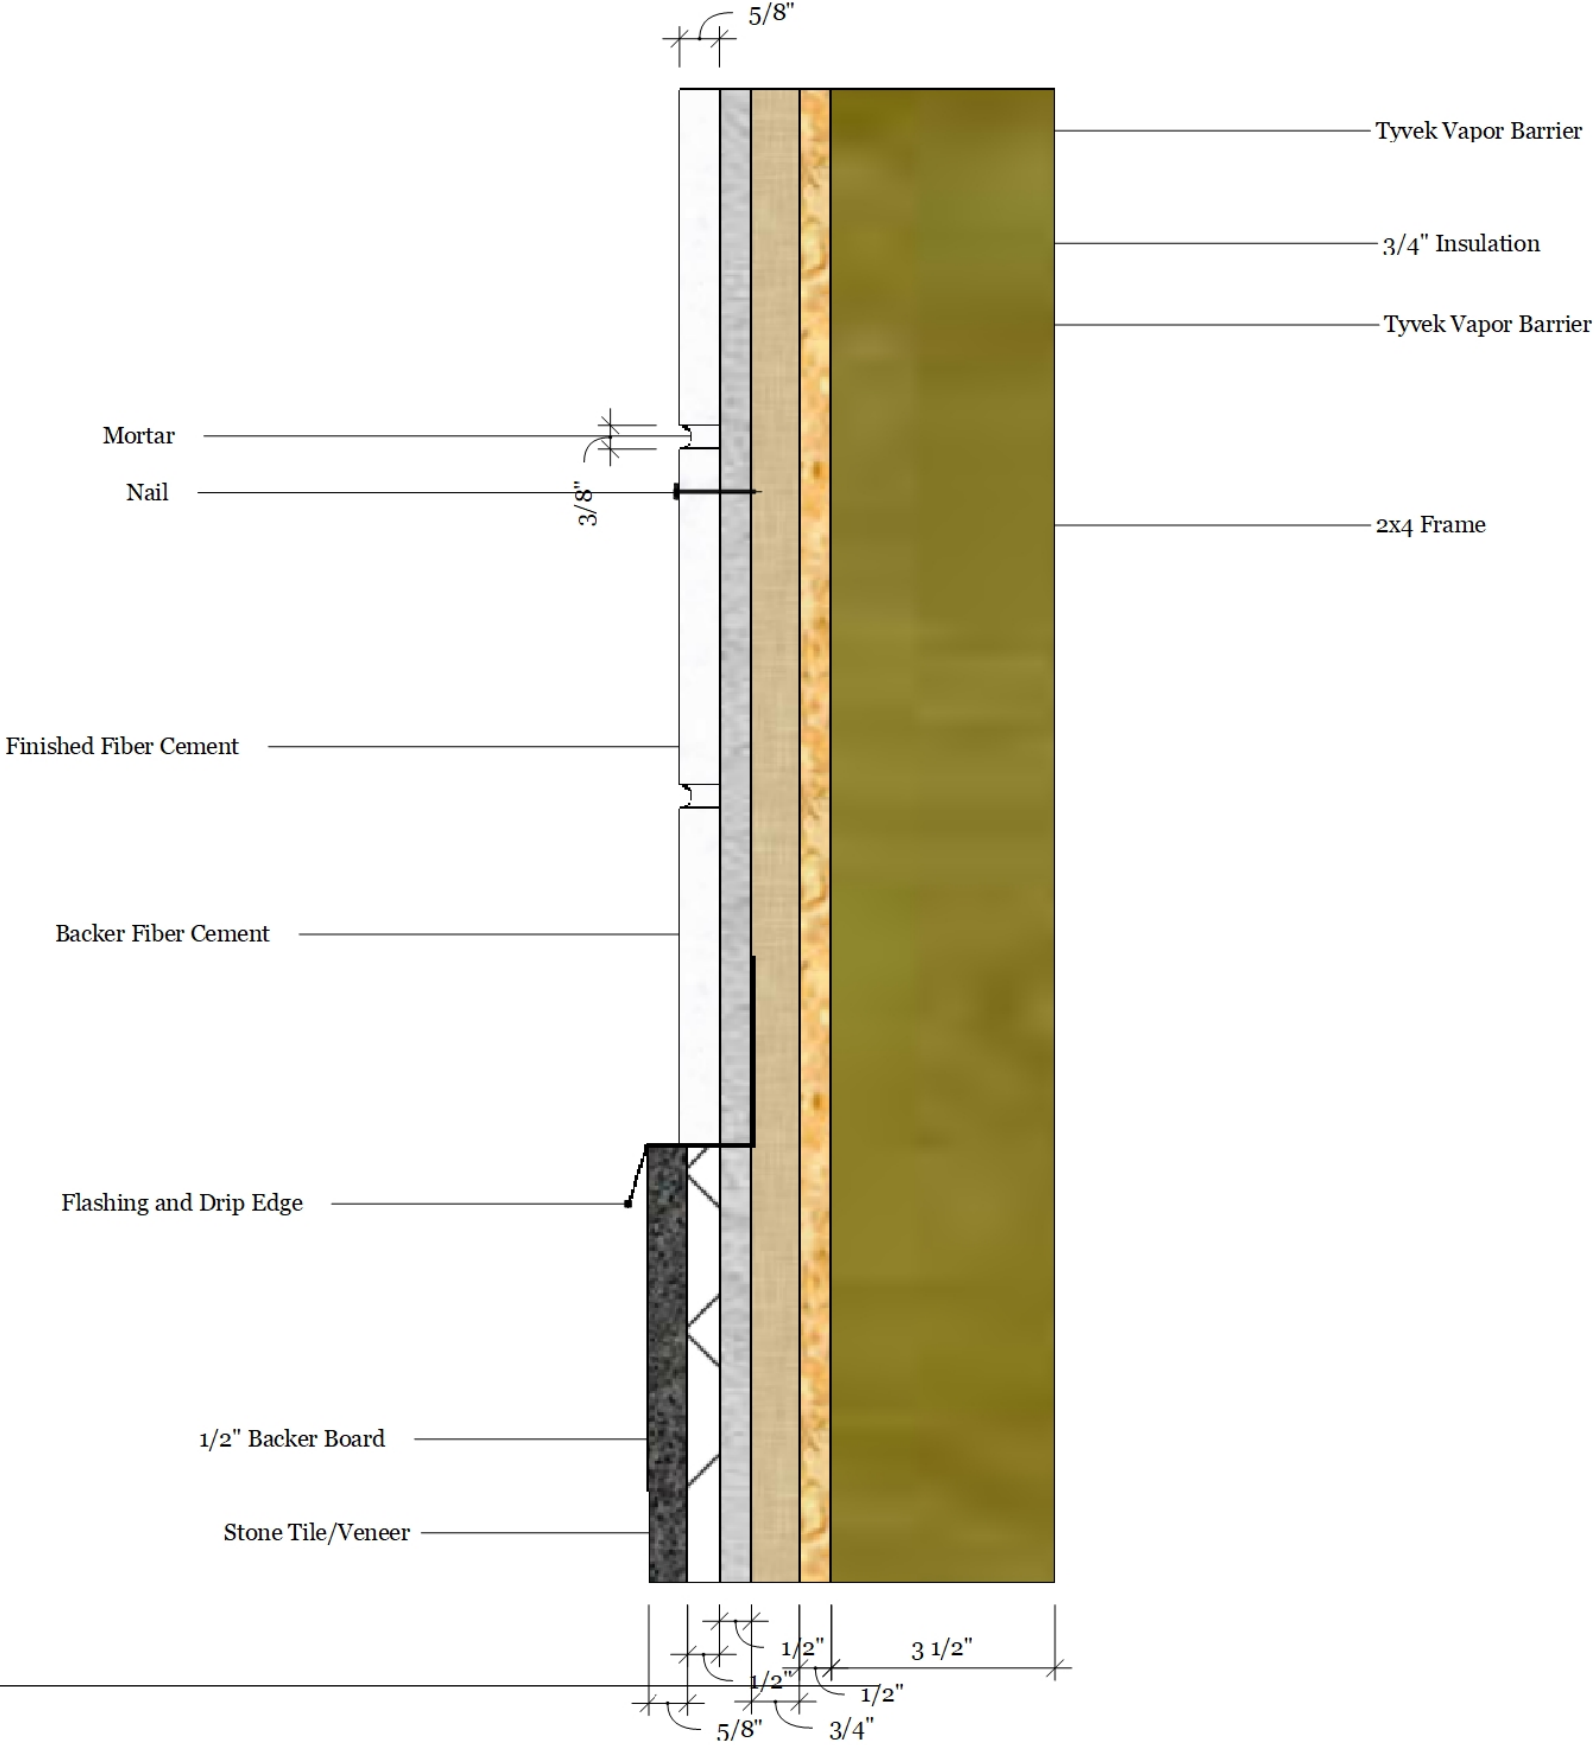 5/8"
Tyvek Vapor Barrier
3/4" Insulation
Tyvek Vapor Barrier
Mortar
Nail
3/8"
2x4 Frame
Finished Fiber Cement
Backer Fiber Cement
Flashing and Drip Edge
1/2" Backer Board
Stone Tile/Veneer
1/2"
3 1/2"
1/2"
1/2"
5/8"
3/4"